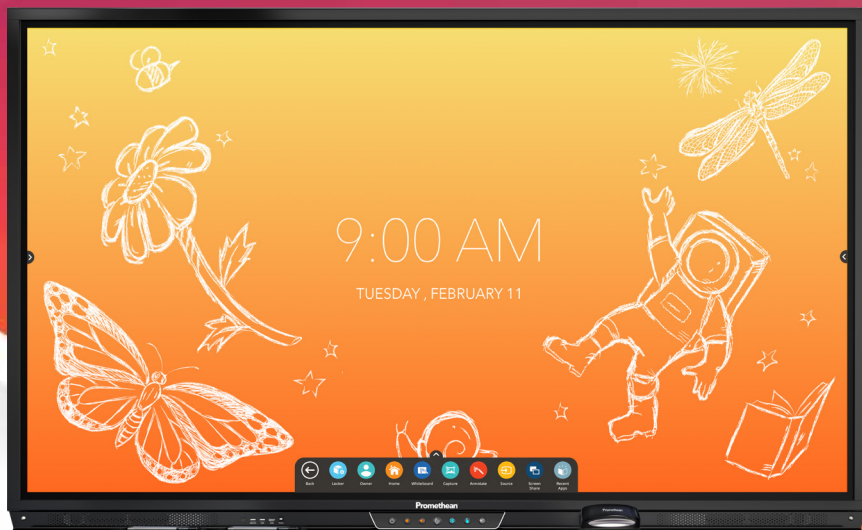 9:00 AM
TUESDAY , FEBRUARY 11
Back
Locker
Owner
Home
Whiteboard
Capture
Annotate
Source
Screen
Share
Recent
Apps
Promethean
Promethean